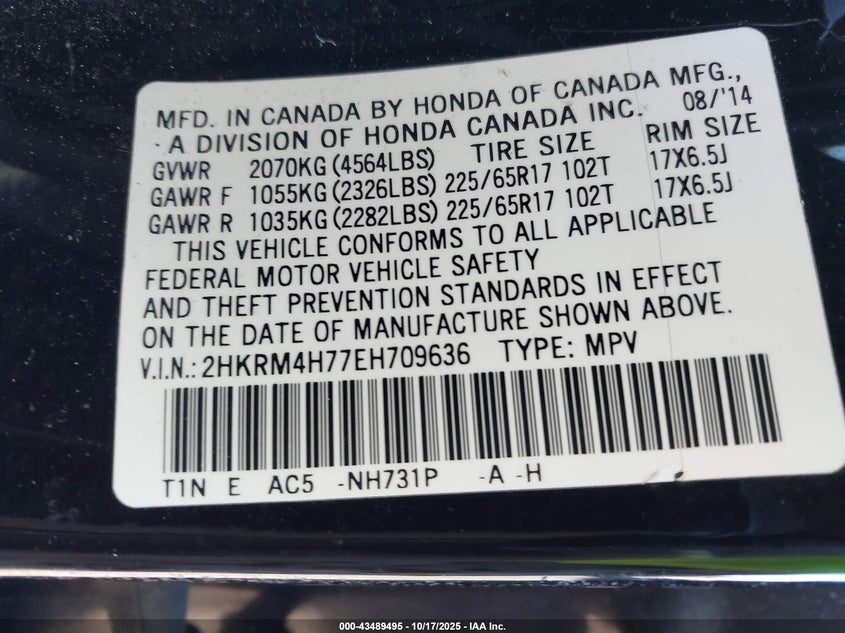 MFD. IN CANADA BY HONDA OF CANADA MFG.,
· A DIVISION OF HONDA CANADA INC. 08/'14
GVWR 2070KG (4564LBS) TIRE SIZE RIM SIZE
GAWR F 1055KG (2326LBS) 225/65R17 102T 17X6.5J
GAWR R 1035KG (2282LBS) 225/65R17 102T 17X6.5J
THIS VEHICLE CONFORMS TO ALL APPLICABLE
FEDERAL MOTOR VEHICLE SAFETY
AND THEFT PREVENTION STANDARDS IN EFFECT
ON THE DATE OF MANUFACTURE SHOWN ABOVE.
V.I.N.: 2HKRM4H77EH709636 TYPE: MPV
T1N E AC5 -NH731P -A -H
000-43489495 - 10/17/2025 - IAA Inc.